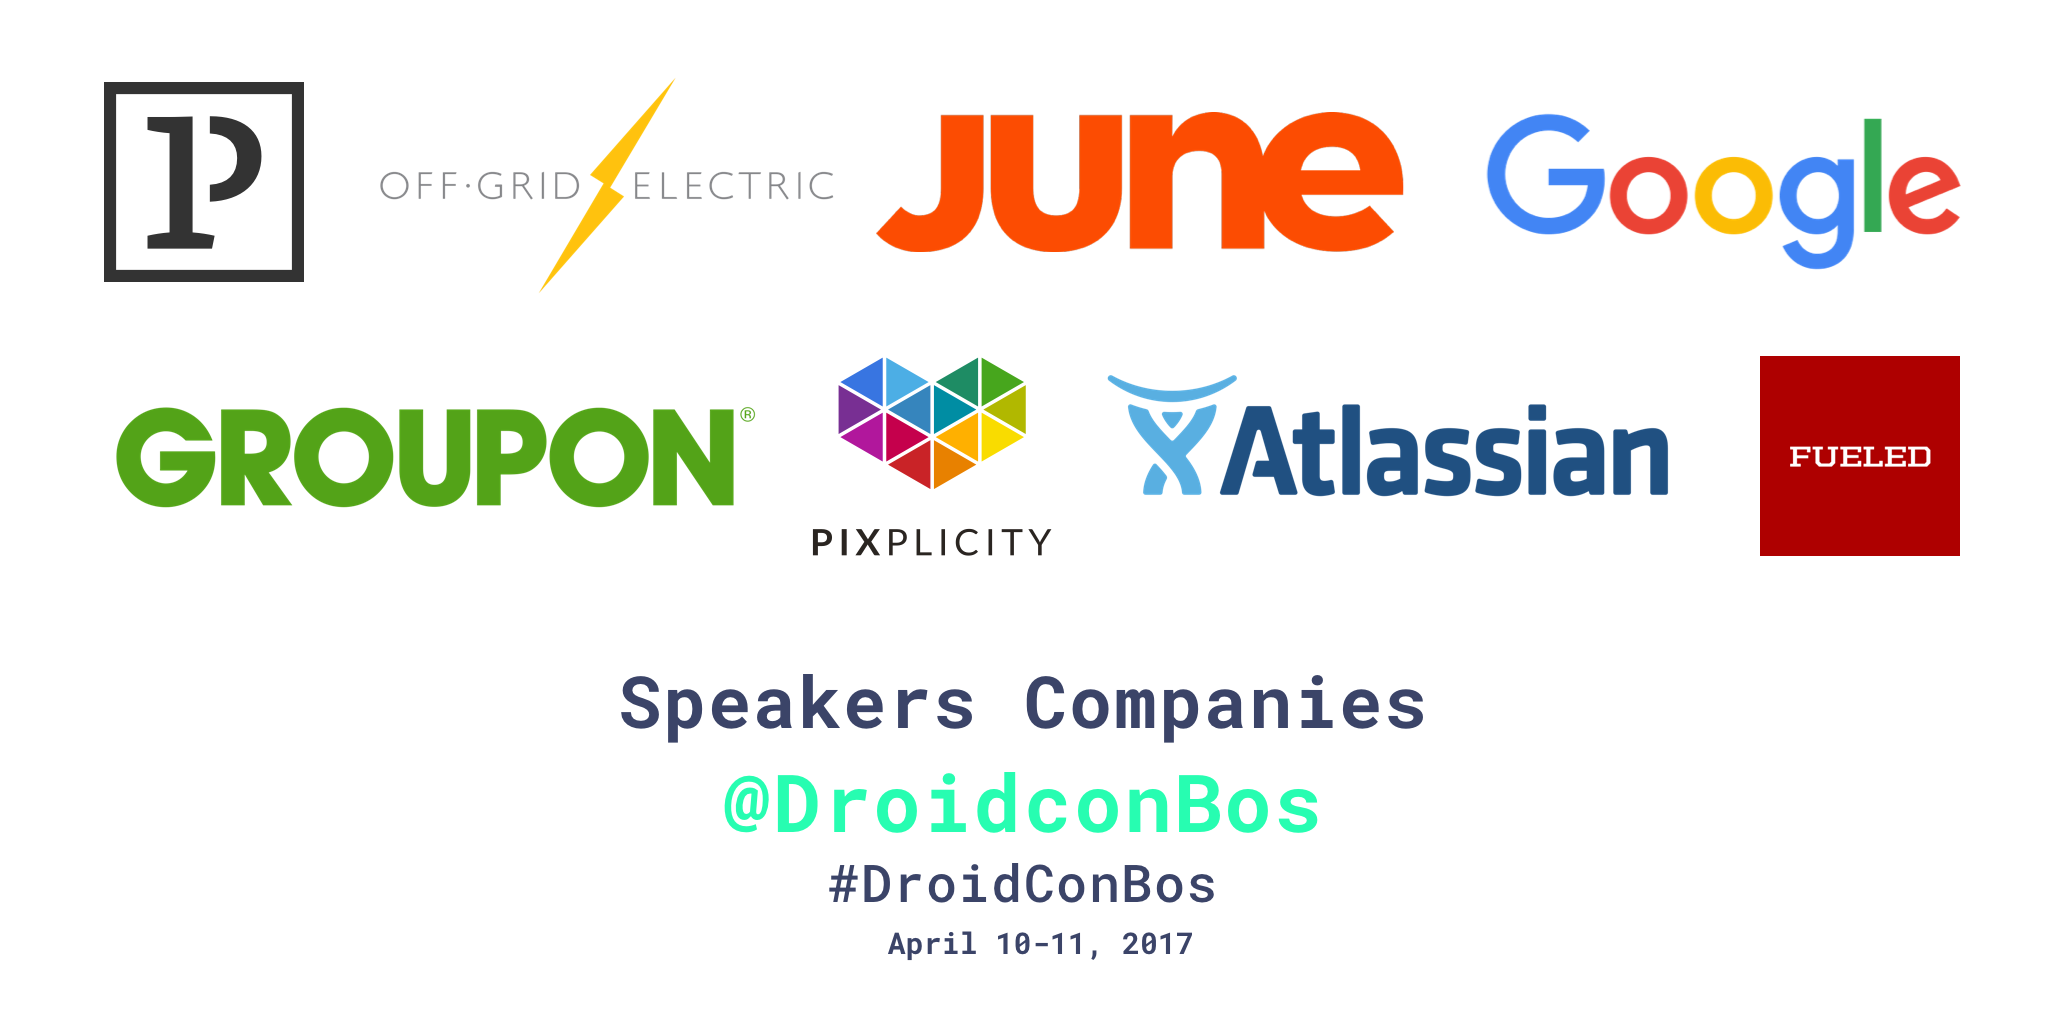 P
OFF·GRID ELECTRIC
June
Google
GROUPON®
PIXPLICITY
Atlassian
FUELED
Speakers Companies
@DroidconBos
#DroidConBos
April 10-11, 2017